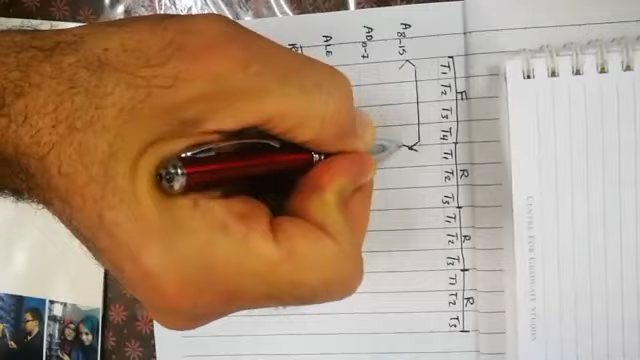 F R R R
T1 T2 T3 T4 T1 T2 T3 T1 T2 T3 T1 T2 T3
A8-15
AD0-7
ALE
CENTRE FOR GRADUATE STUDIES